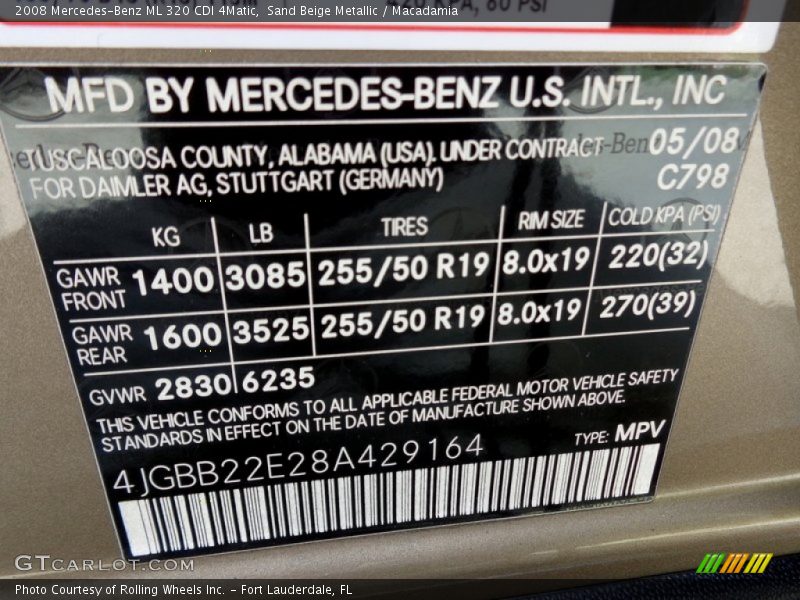 2008 Mercedes-Benz ML 320 CDI 4Matic, Sand Beige Metallic / Macadamia
MFD BY MERCEDES-BENZ U.S. INTL., INC
TUSCALOOSA COUNTY, ALABAMA (USA). UNDER CONTRACT 05/08
FOR DAIMLER AG, STUTTGART (GERMANY) C798
KG LB TIRES RIM SIZE COLD KPA (PSI)
GAWR FRONT 1400 3085 255/50 R19 8.0x19 220(32)
GAWR REAR 1600 3525 255/50 R19 8.0x19 270(39)
GVWR 2830 6235
THIS VEHICLE CONFORMS TO ALL APPLICABLE FEDERAL MOTOR VEHICLE SAFETY
STANDARDS IN EFFECT ON THE DATE OF MANUFACTURE SHOWN ABOVE.
4JGBB22E28A429164 TYPE: MPV
GTCARLOT.COM
Photo Courtesy of Rolling Wheels Inc. – Fort Lauderdale, FL